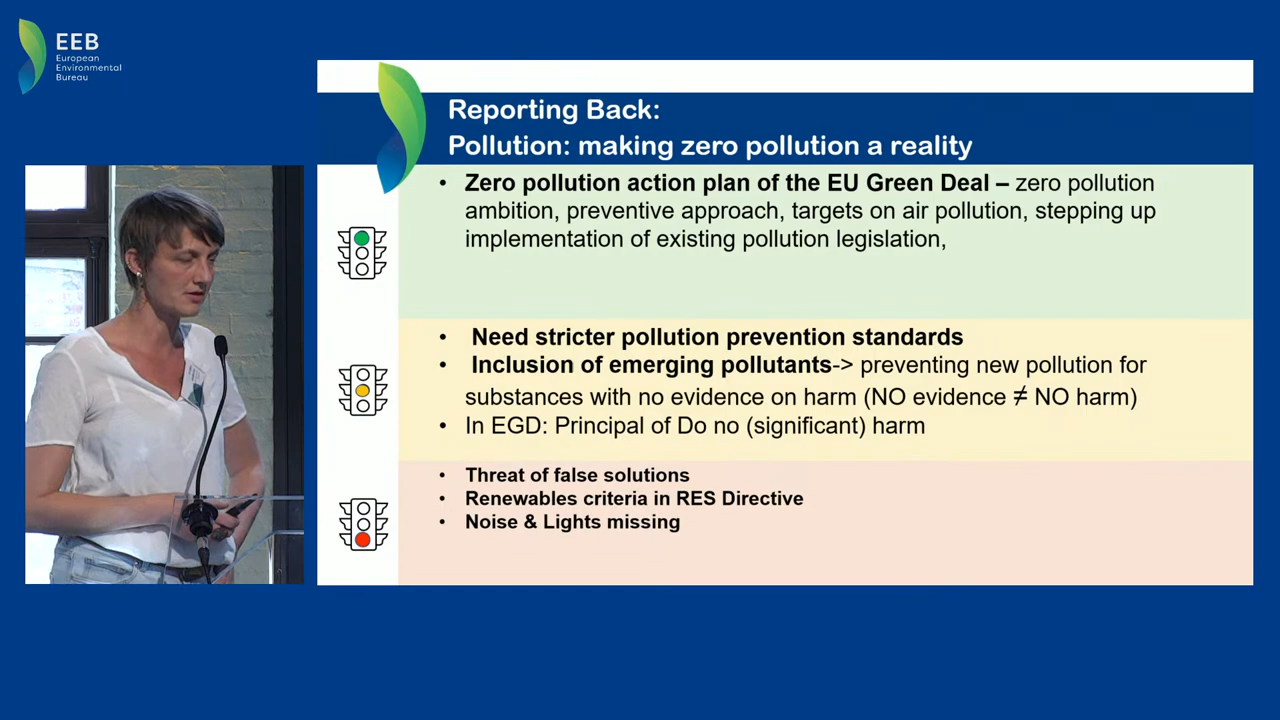 EEB
European
Environmental
Bureau
Reporting Back:
Pollution: making zero pollution a reality
• Zero pollution action plan of the EU Green Deal – zero pollution
ambition, preventive approach, targets on air pollution, stepping up
implementation of existing pollution legislation,
• Need stricter pollution prevention standards
• Inclusion of emerging pollutants-> preventing new pollution for
substances with no evidence on harm (NO evidence ≠ NO harm)
• In EGD: Principal of Do no (significant) harm
• Threat of false solutions
• Renewables criteria in RES Directive
• Noise & Lights missing